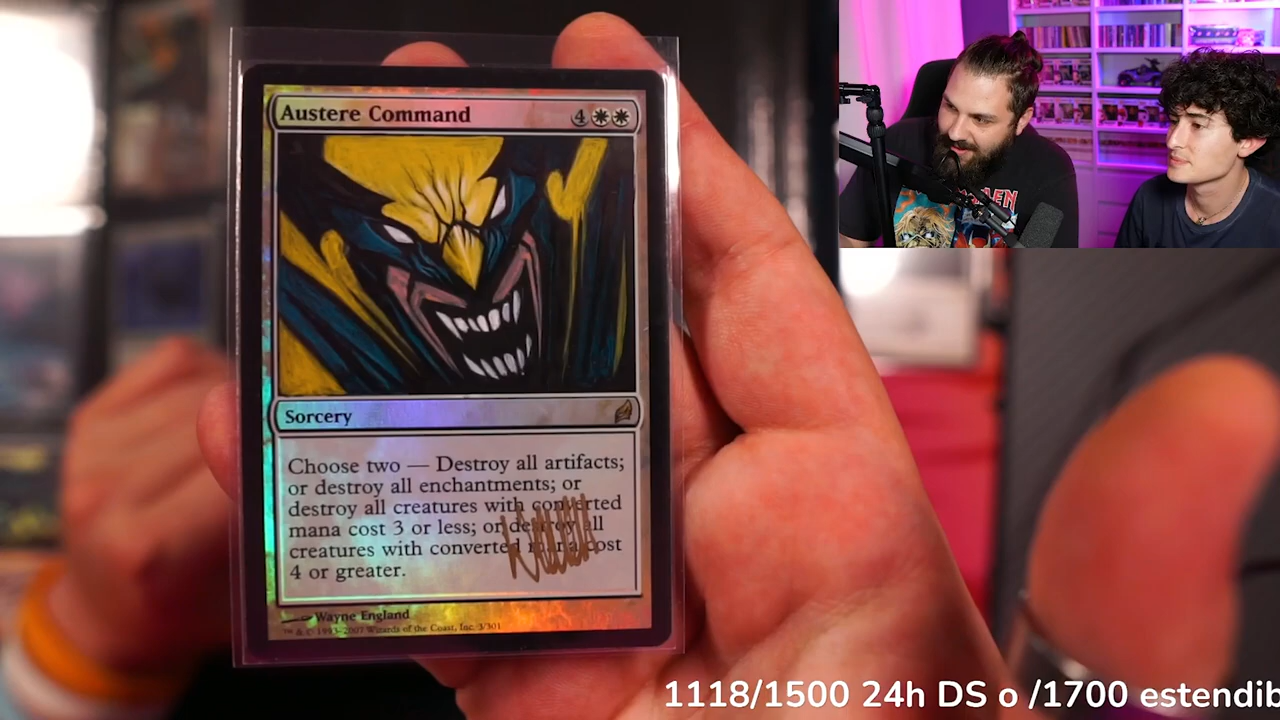 Austere Command
4
MAIDEN
Sorcery
Choose two — Destroy all artifacts;
or destroy all enchantments; or
destroy all creatures with converted
mana cost 3 or less; or destroy all
creatures with converted mana cost
4 or greater.
Wayne England
™ & © 1993-2007 Wizards of the Coast, Inc. 3/301
1118/1500 24h DS o /1700 estendib